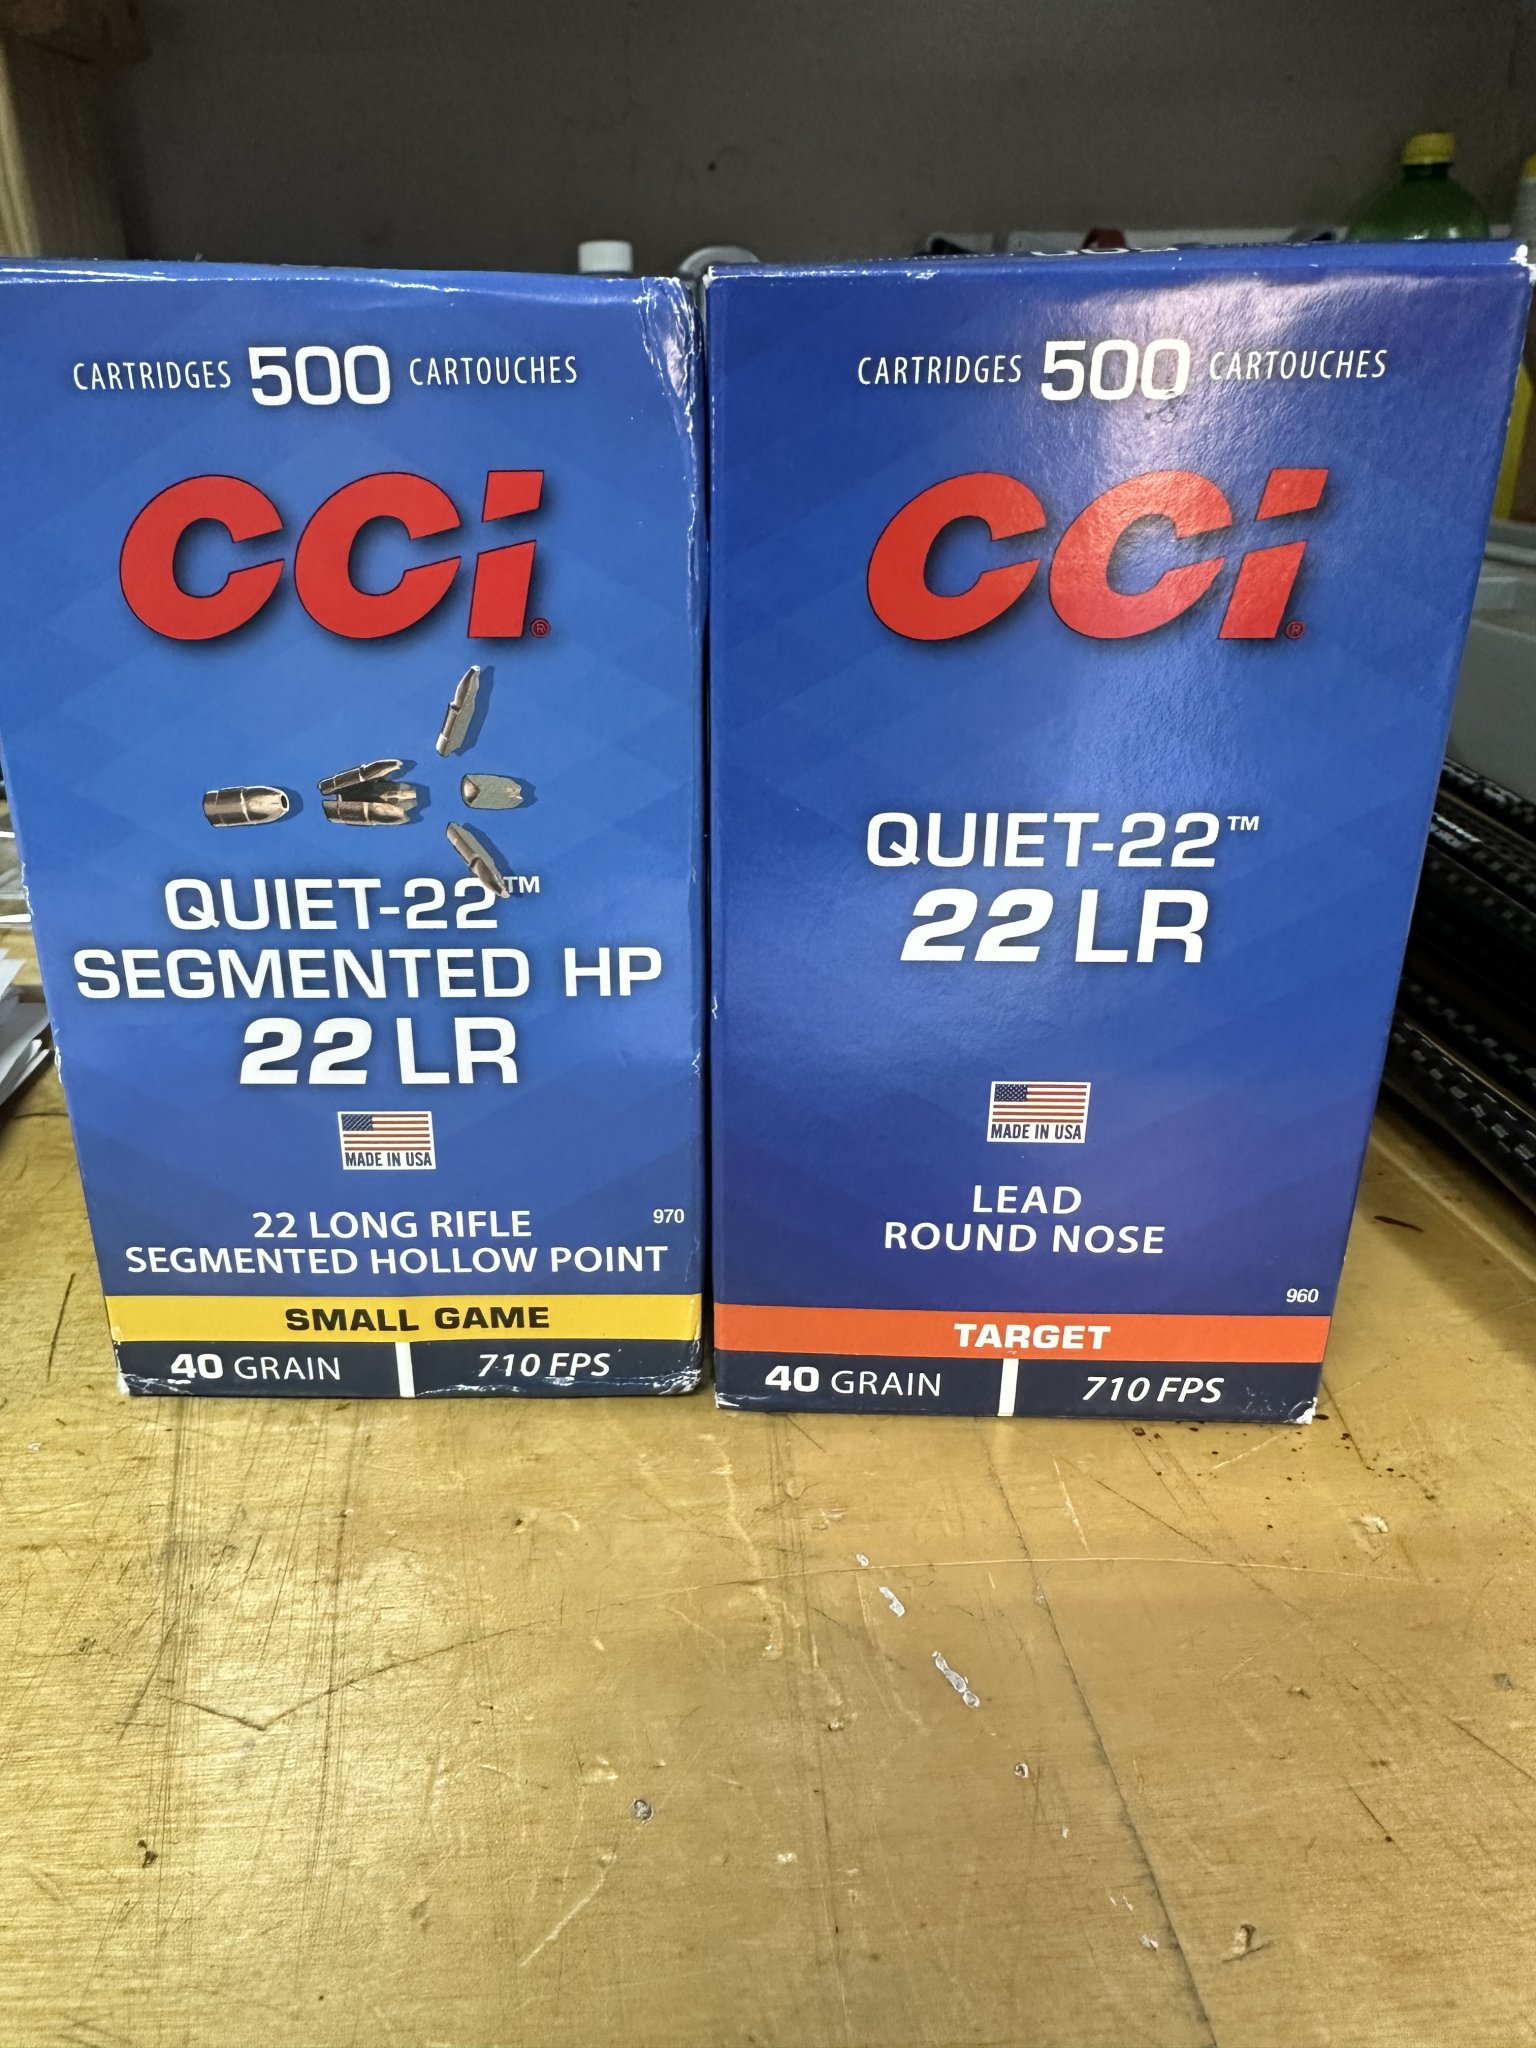 CARTRIDGES 500 CARTOUCHES
CCI®
QUIET-22™
SEGMENTED HP
22 LR
MADE IN USA
22 LONG RIFLE
970
SEGMENTED HOLLOW POINT
SMALL GAME
40 GRAIN
710 FPS
CARTRIDGES 500 CARTOUCHES
CCI®
QUIET-22™
22 LR
MADE IN USA
LEAD
ROUND NOSE
960
TARGET
40 GRAIN
710 FPS